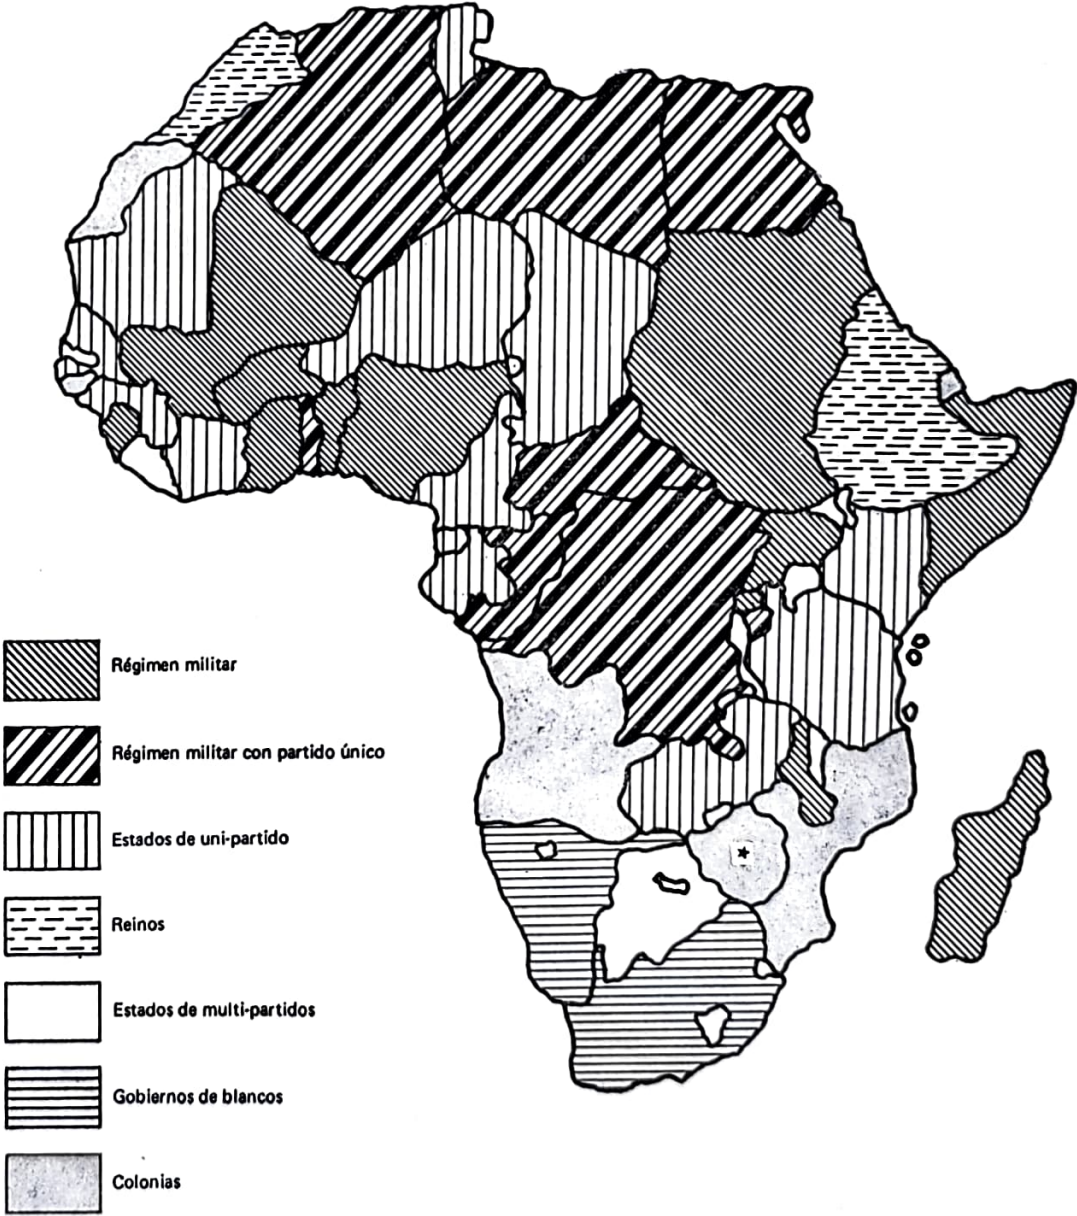 Régimen militar
Régimen militar con partido único
Estados de uni-partido
Reinos
Estados de multi-partidos
Gobiernos de blancos
Colonias